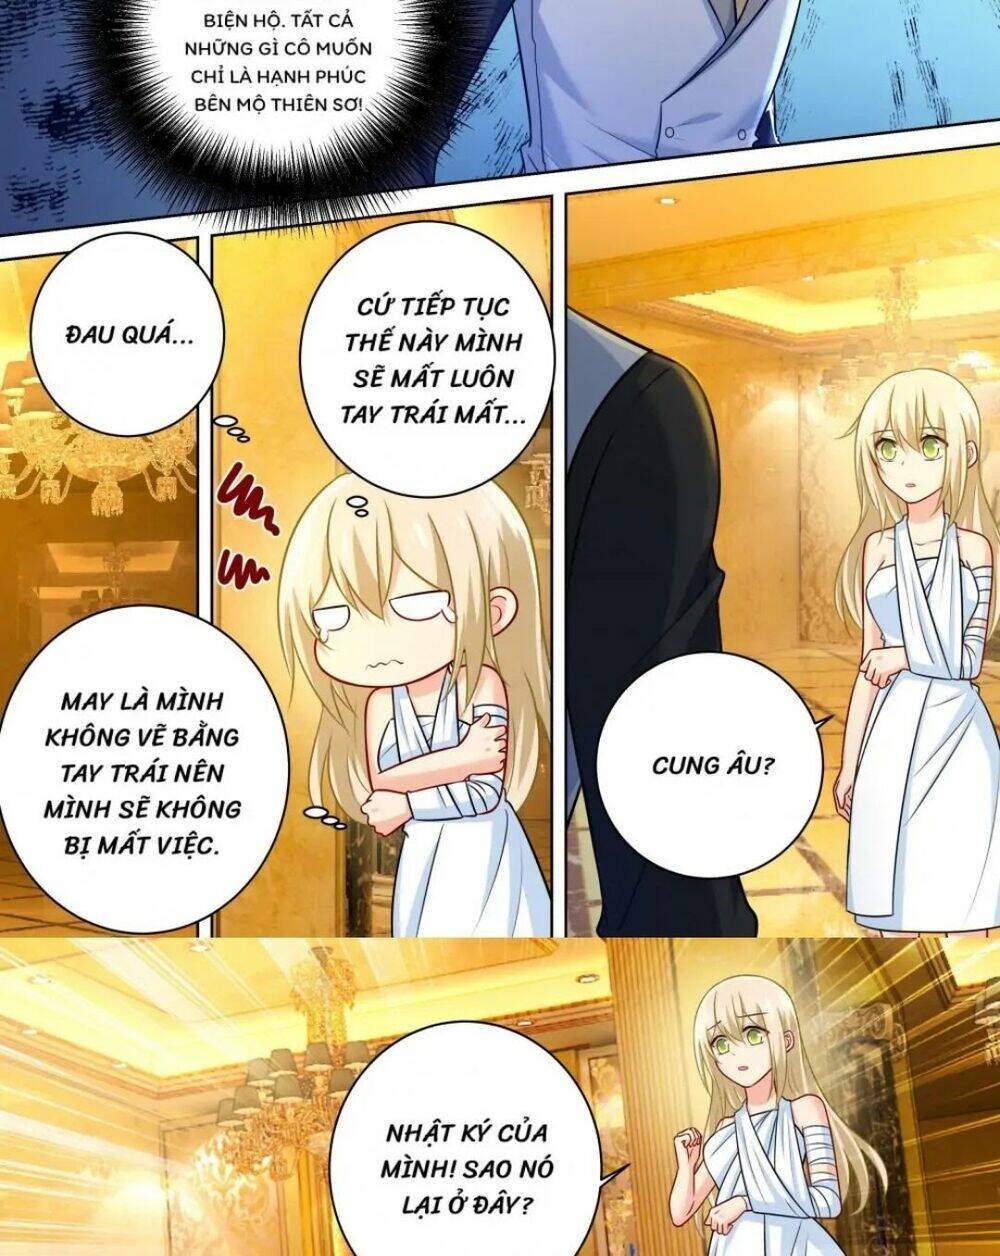 BIỆN HỘ. TẤT CẢ
NHỮNG GÌ CÔ MUỐN
CHỈ LÀ HẠNH PHÚC
BÊN MỘ THIÊN SƠ!
ĐAU QUÁ...
CỨ TIẾP TỤC
THẾ NÀY MÌNH
SẼ MẤT LUÔN
TAY TRÁI MẤT...
MAY LÀ MÌNH
KHÔNG VẼ BẰNG
TAY TRÁI NÊN
MÌNH SẼ KHÔNG
BỊ MẤT VIỆC.
CUNG ÂU?
NHẬT KÝ CỦA
MÌNH! SAO NÓ
LẠI Ở ĐÂY?